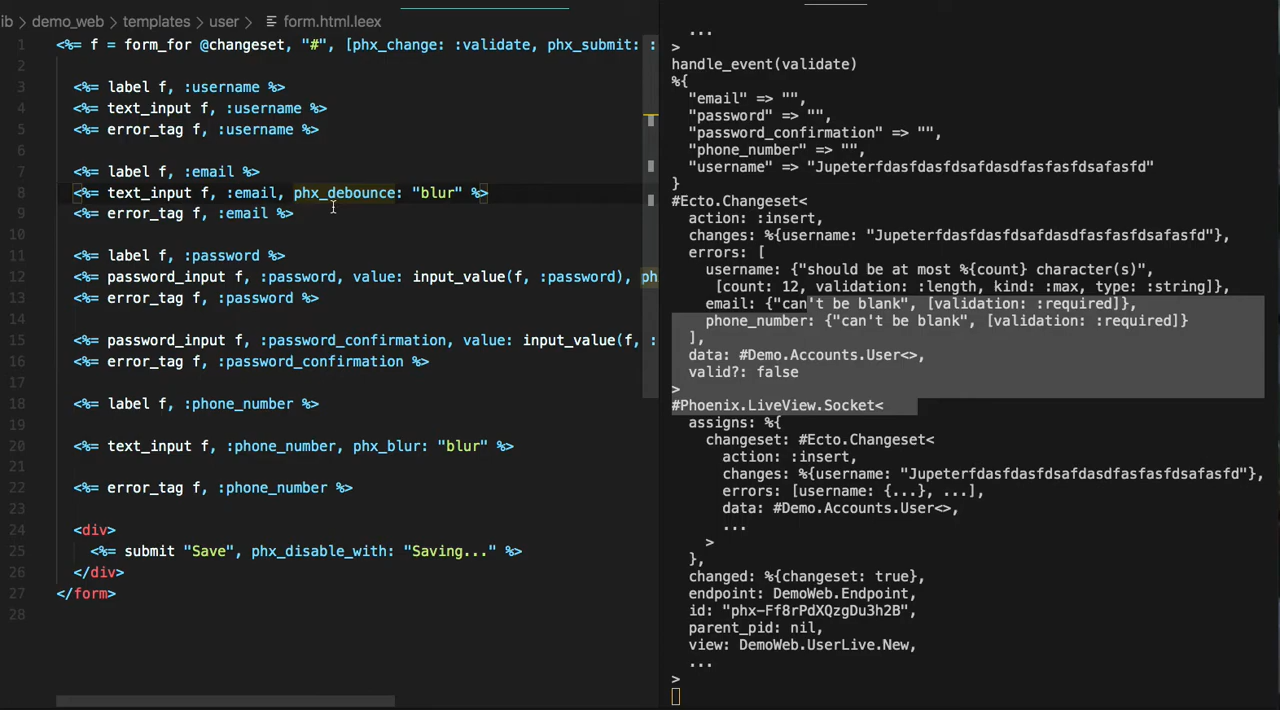 ib > demo_web > templates > user > form.html.leex
1 <%= f = form_for @changeset, "#", [phx_change: :validate, phx_submit: :
2
3 <%= label f, :username %>
4 <%= text_input f, :username %>
5 <%= error_tag f, :username %>
6
7 <%= label f, :email %>
8 <%= text_input f, :email, phx_debounce: "blur" %>
9 <%= error_tag f, :email %>
10
11 <%= label f, :password %>
12 <%= password_input f, :password, value: input_value(f, :password), ph
13 <%= error_tag f, :password %>
14
15 <%= password_input f, :password_confirmation, value: input_value(f, :
16 <%= error_tag f, :password_confirmation %>
17
18 <%= label f, :phone_number %>
19
20 <%= text_input f, :phone_number, phx_blur: "blur" %>
21
22 <%= error_tag f, :phone_number %>
23
24 <div>
25 <%= submit "Save", phx_disable_with: "Saving..." %>
26 </div>
27 </form>
28
...
>
handle_event(validate)
%{
"email" => "",
"password" => "",
"password_confirmation" => "",
"phone_number" => "",
"username" => "Jupeterfdasfdasfdsafdasdfasfasfdsafasfd"
}
#Ecto.Changeset<
action: :insert,
changes: %{username: "Jupeterfdasfdasfdsafdasdfasfasfdsafasfd"},
errors: [
username: {"should be at most %{count} character(s)",
[count: 12, validation: :length, kind: :max, type: :string]},
email: {"can't be blank", [validation: :required]},
phone_number: {"can't be blank", [validation: :required]}
],
data: #Demo.Accounts.User<>,
valid?: false
>
#Phoenix.LiveView.Socket<
assigns: %{
changeset: #Ecto.Changeset<
action: :insert,
changes: %{username: "Jupeterfdasfdasfdsafdasdfasfasfdsafasfd"},
errors: [username: {...}, ...],
data: #Demo.Accounts.User<>,
...
>
},
changed: %{changeset: true},
endpoint: DemoWeb.Endpoint,
id: "phx-Ff8rPdXQzgDu3h2B",
parent_pid: nil,
view: DemoWeb.UserLive.New,
...
>